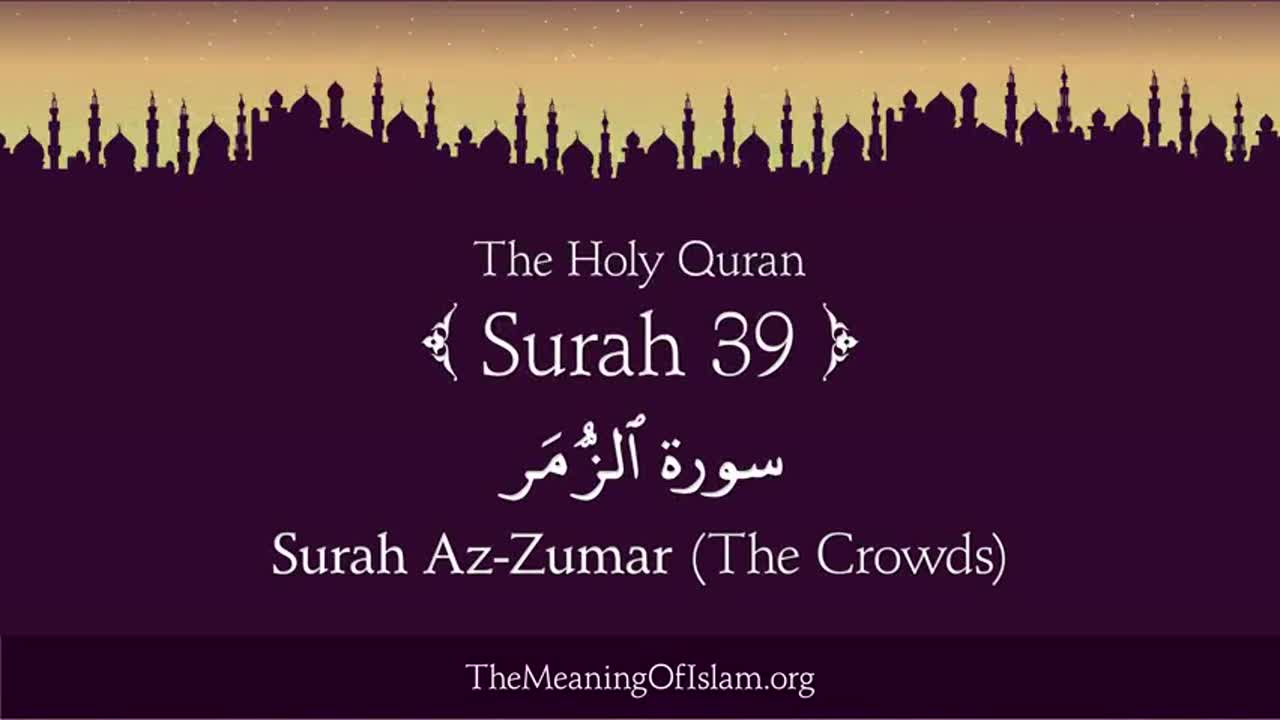 The Holy Quran
Surah 39
سورة ٱلزُّمَر
Surah Az-Zumar (The Crowds)
TheMeaningOfIslam.org